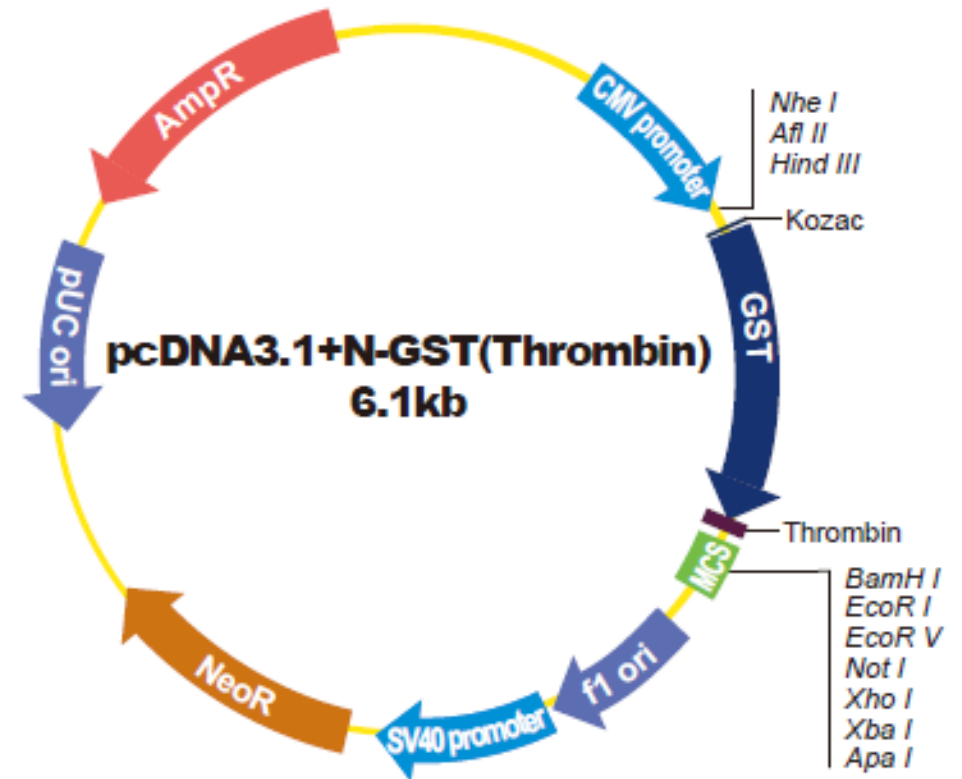 AmpR
CMV promoter
Nhe I
Afl II
Hind III
Kozac
GST
pUC ori
pcDNA3.1+N-GST(Thrombin)
6.1kb
Thrombin
MCS
BamH I
EcoR I
EcoR V
Not I
Xho I
Xba I
Apa I
f1 ori
NeoR
SV40 promoter